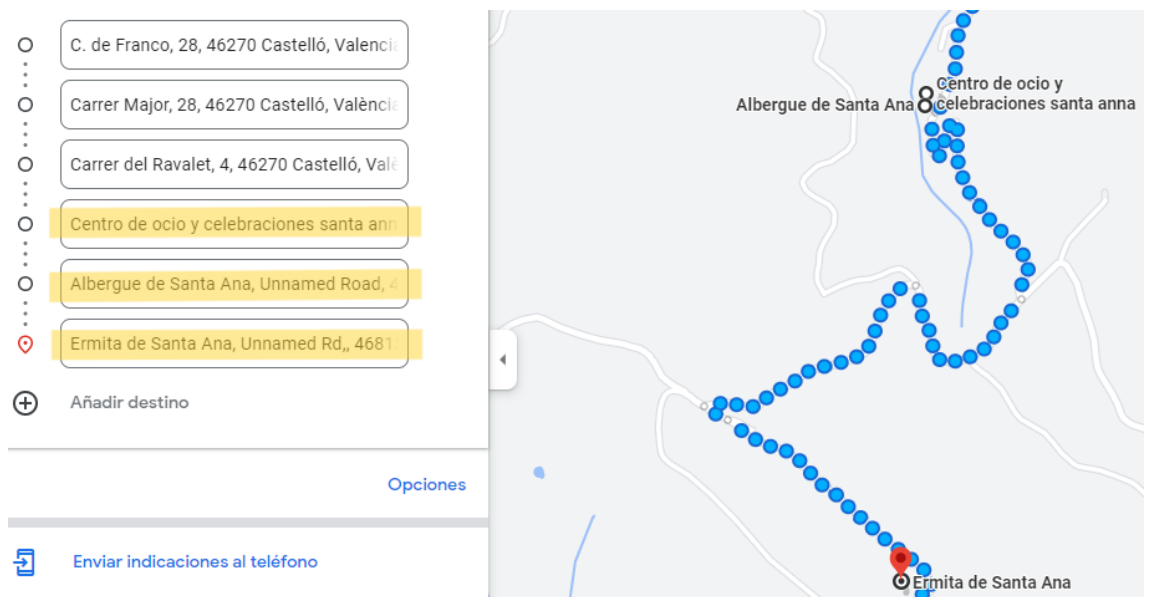 C. de Franco, 28, 46270 Castelló, Valencia
Carrer Major, 28, 46270 Castelló, València
Carrer del Ravalet, 4, 46270 Castelló, Valè
Centro de ocio y celebraciones santa ann
Albergue de Santa Ana, Unnamed Road, 4
Ermita de Santa Ana, Unnamed Rd,, 4681
Añadir destino
Opciones
Enviar indicaciones al teléfono
Centro de ocio y
celebraciones santa anna
Albergue de Santa Ana
Ermita de Santa Ana